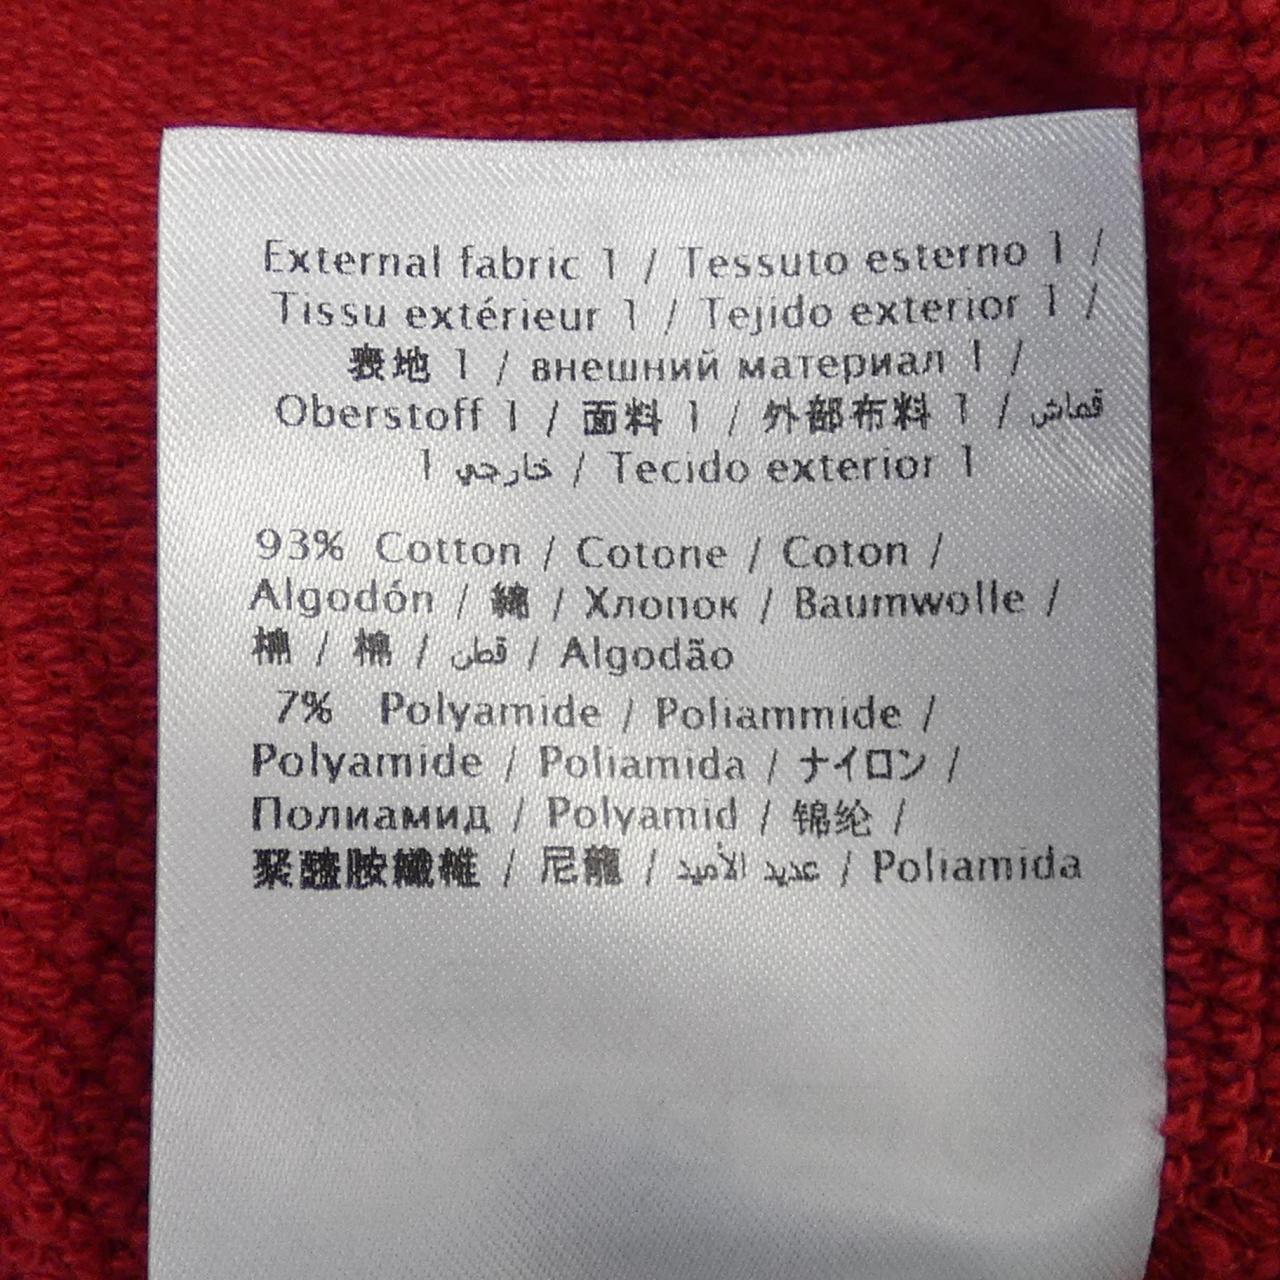 External fabric 1 / Tessuto esterno 1 /
Tissu extérieur 1 / Tejido exterior 1 /
表地 1 / внешний материал 1 /
Oberstoff 1 / 面料 1 / 外部布料 1 / قماش
خارجي 1 / Tecido exterior 1
93% Cotton / Cotone / Coton /
Algodón / 綿 / Хлопок / Baumwolle /
棉 / 棉 / قطن / Algodão
7% Polyamide / Poliammide /
Polyamide / Poliamida / ナイロン /
Полиамид / Polyamid / 锦纶 /
聚醯胺纖維 / 尼龍 / عديد الأميد / Poliamida